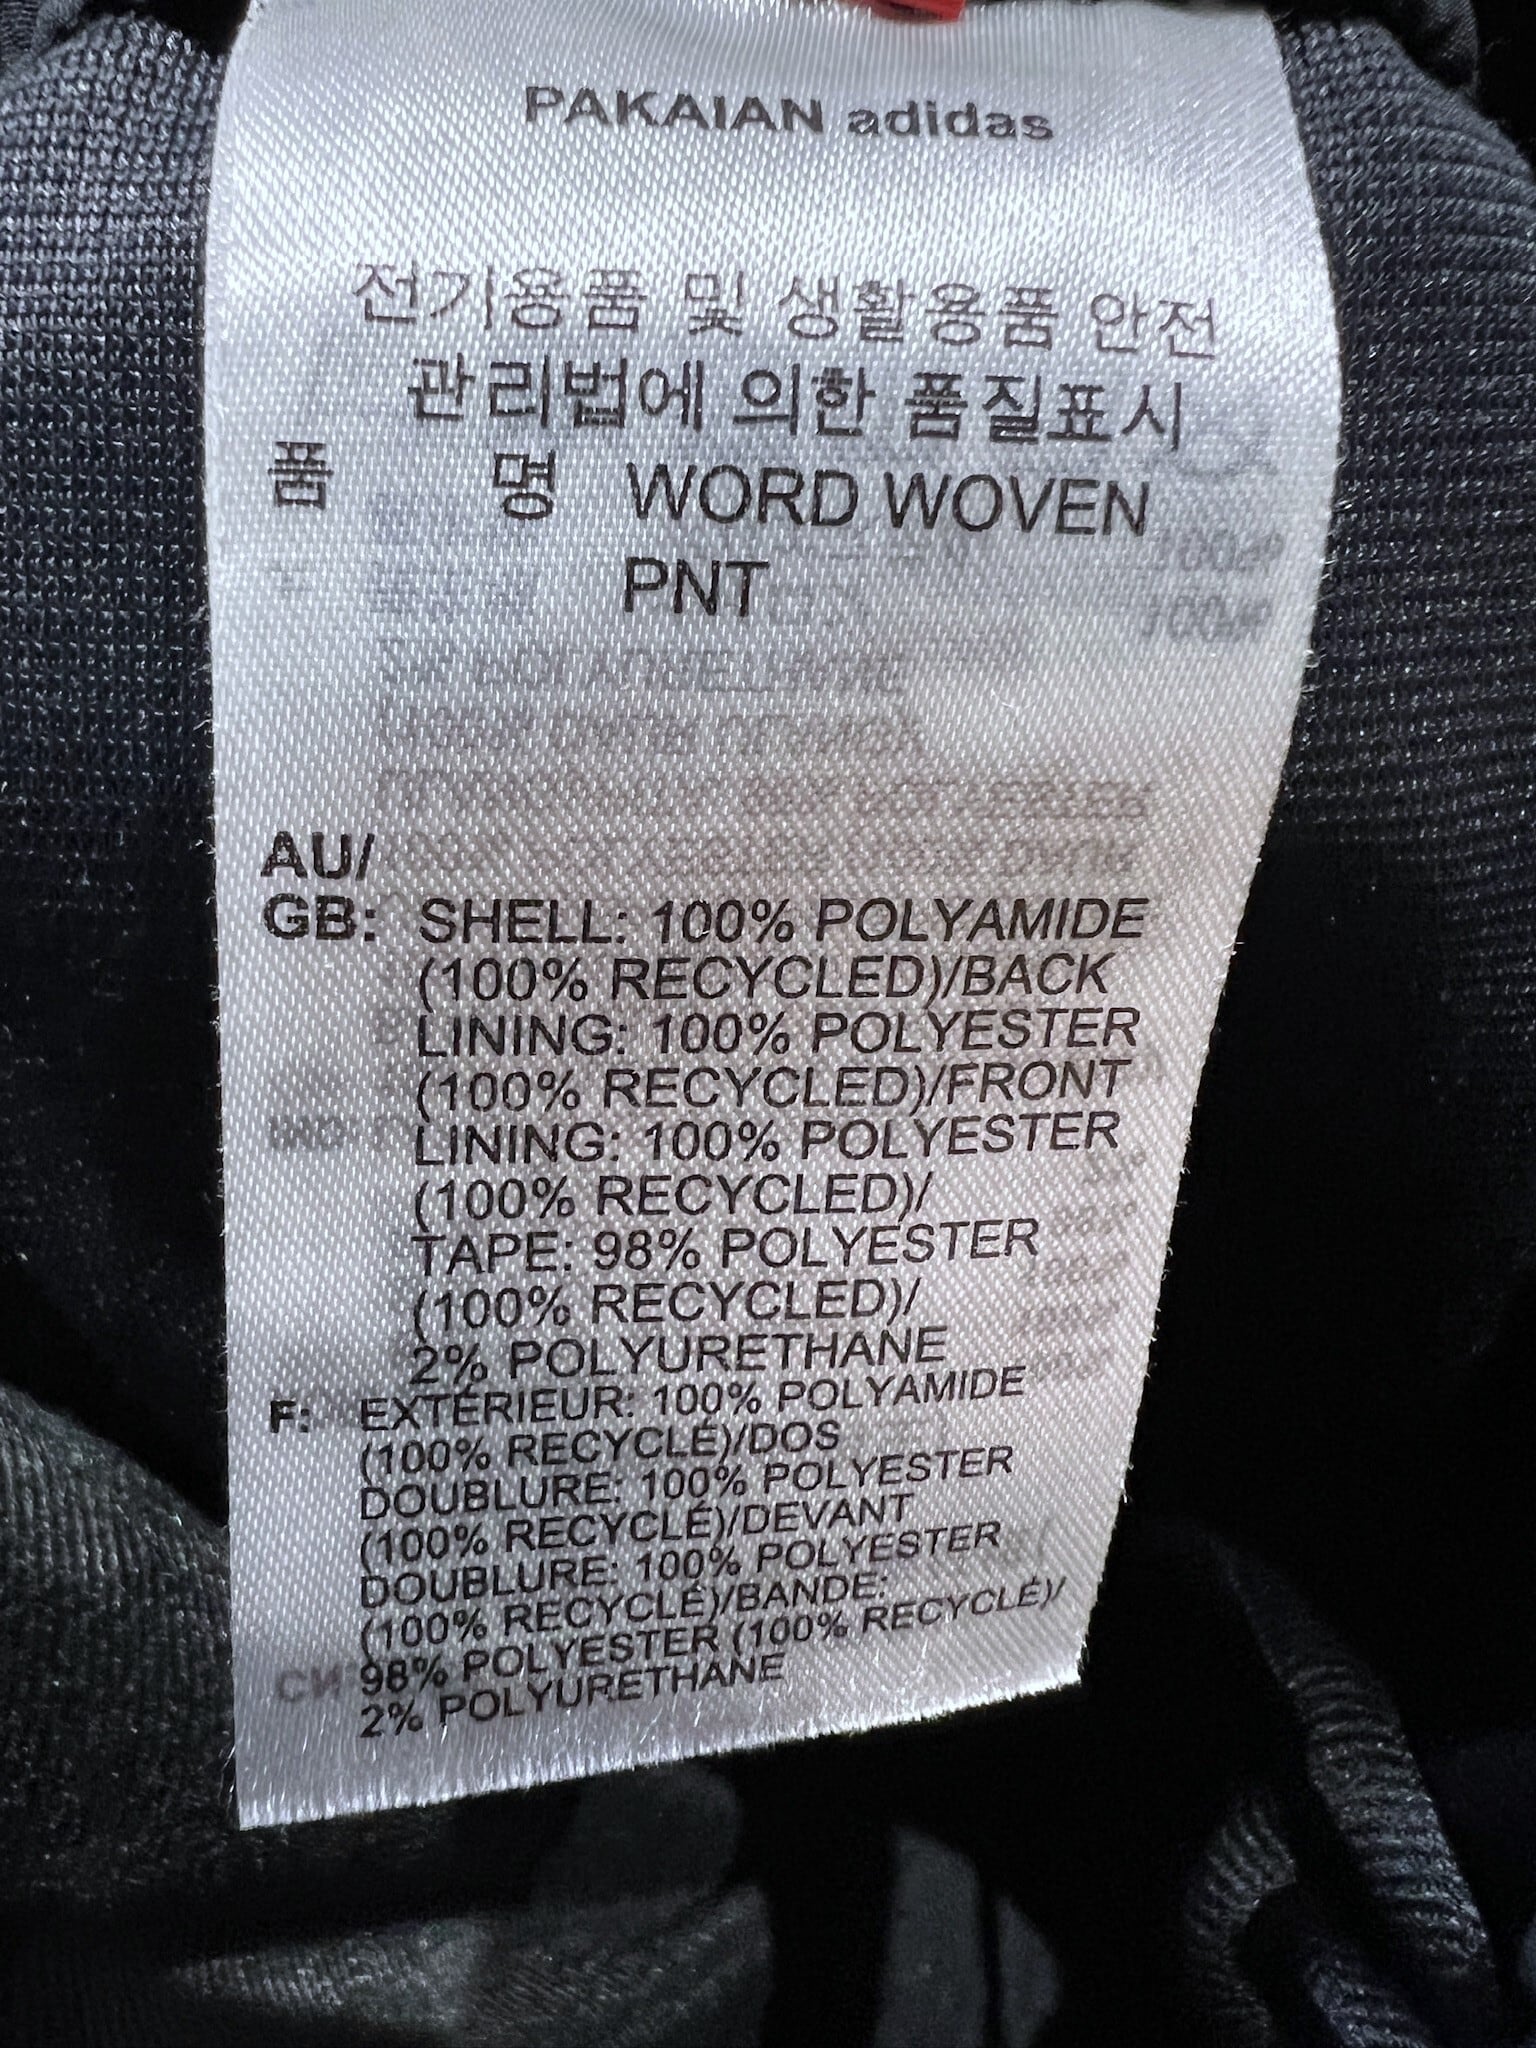 PAKAIAN adidas
전기용품 및 생활용품 안전
관리법에 의한 품질표시
품 명 WORD WOVEN
PNT
AU/
GB: SHELL: 100% POLYAMIDE
(100% RECYCLED)/BACK
LINING: 100% POLYESTER
(100% RECYCLED)/FRONT
LINING: 100% POLYESTER
(100% RECYCLED)/
TAPE: 98% POLYESTER
(100% RECYCLED)/
2% POLYURETHANE
F: EXTÉRIEUR: 100% POLYAMIDE
(100% RECYCLÉ)/DOS
DOUBLURE: 100% POLYESTER
(100% RECYCLÉ)/DEVANT
DOUBLURE: 100% POLYESTER
(100% RECYCLÉ)/BANDE:
98% POLYESTER (100% RECYCLÉ)/
2% POLYURETHANE